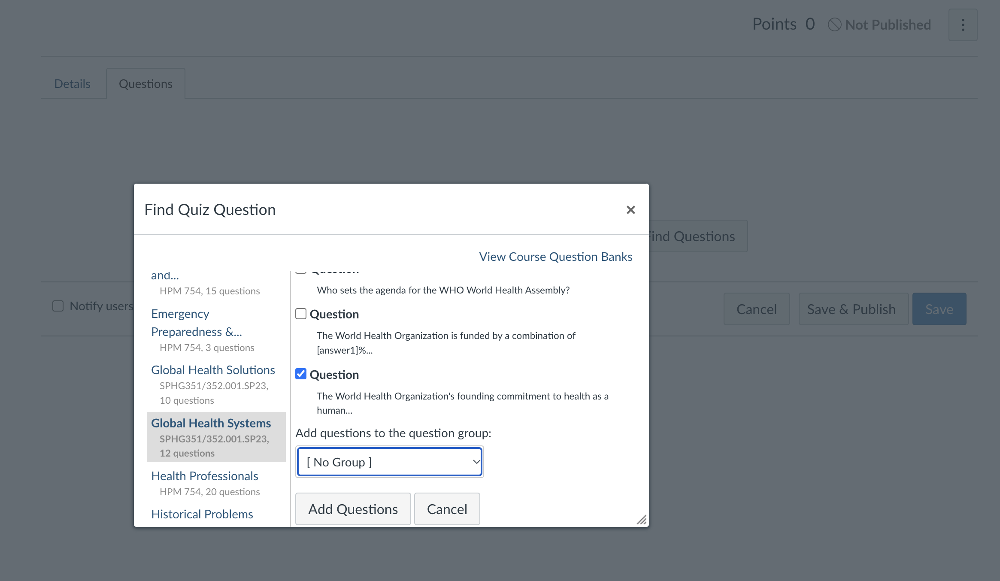 Points 0 Not Published
Details Questions
Find Quiz Question
Find Questions
View Course Question Banks
and...
HPM 754, 15 questions
Emergency
Preparedness &...
HPM 754, 3 questions
Global Health Solutions
SPHG351/352.001.SP23,
10 questions
Global Health Systems
SPHG351/352.001.SP23,
12 questions
Health Professionals
HPM 754, 20 questions
Historical Problems
Question
Who sets the agenda for the WHO World Health Assembly?
Question
The World Health Organization is funded by a combination of
[answer1]%...
Question
The World Health Organization's founding commitment to health as a
human...
Add questions to the question group:
[ No Group ]
Add Questions Cancel
Notify users
Cancel Save & Publish Save